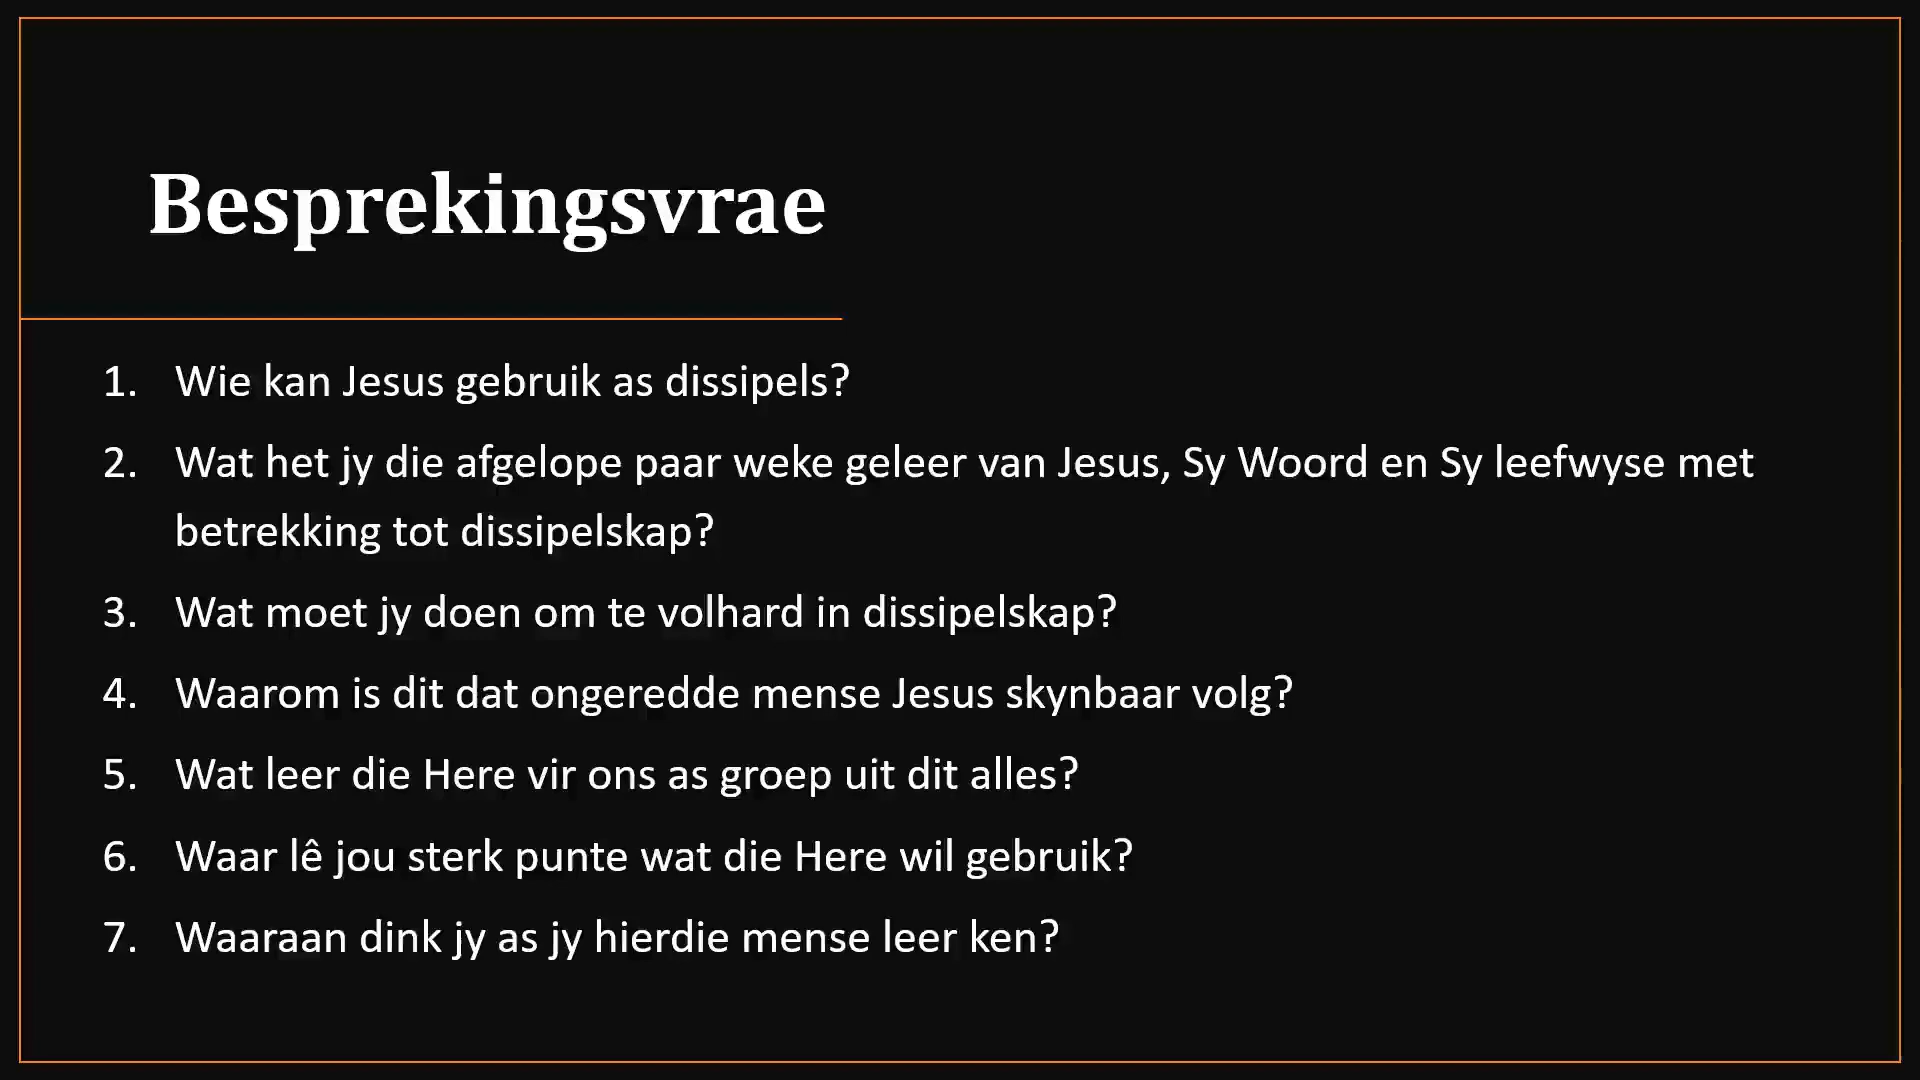 Besprekingsvrae
1. Wie kan Jesus gebruik as dissipels?
2. Wat het jy die afgelope paar weke geleer van Jesus, Sy Woord en Sy leefwyse met
betrekking tot dissipelskap?
3. Wat moet jy doen om te volhard in dissipelskap?
4. Waarom is dit dat ongeredde mense Jesus skynbaar volg?
5. Wat leer die Here vir ons as groep uit dit alles?
6. Waar lê jou sterk punte wat die Here wil gebruik?
7. Waaraan dink jy as jy hierdie mense leer ken?